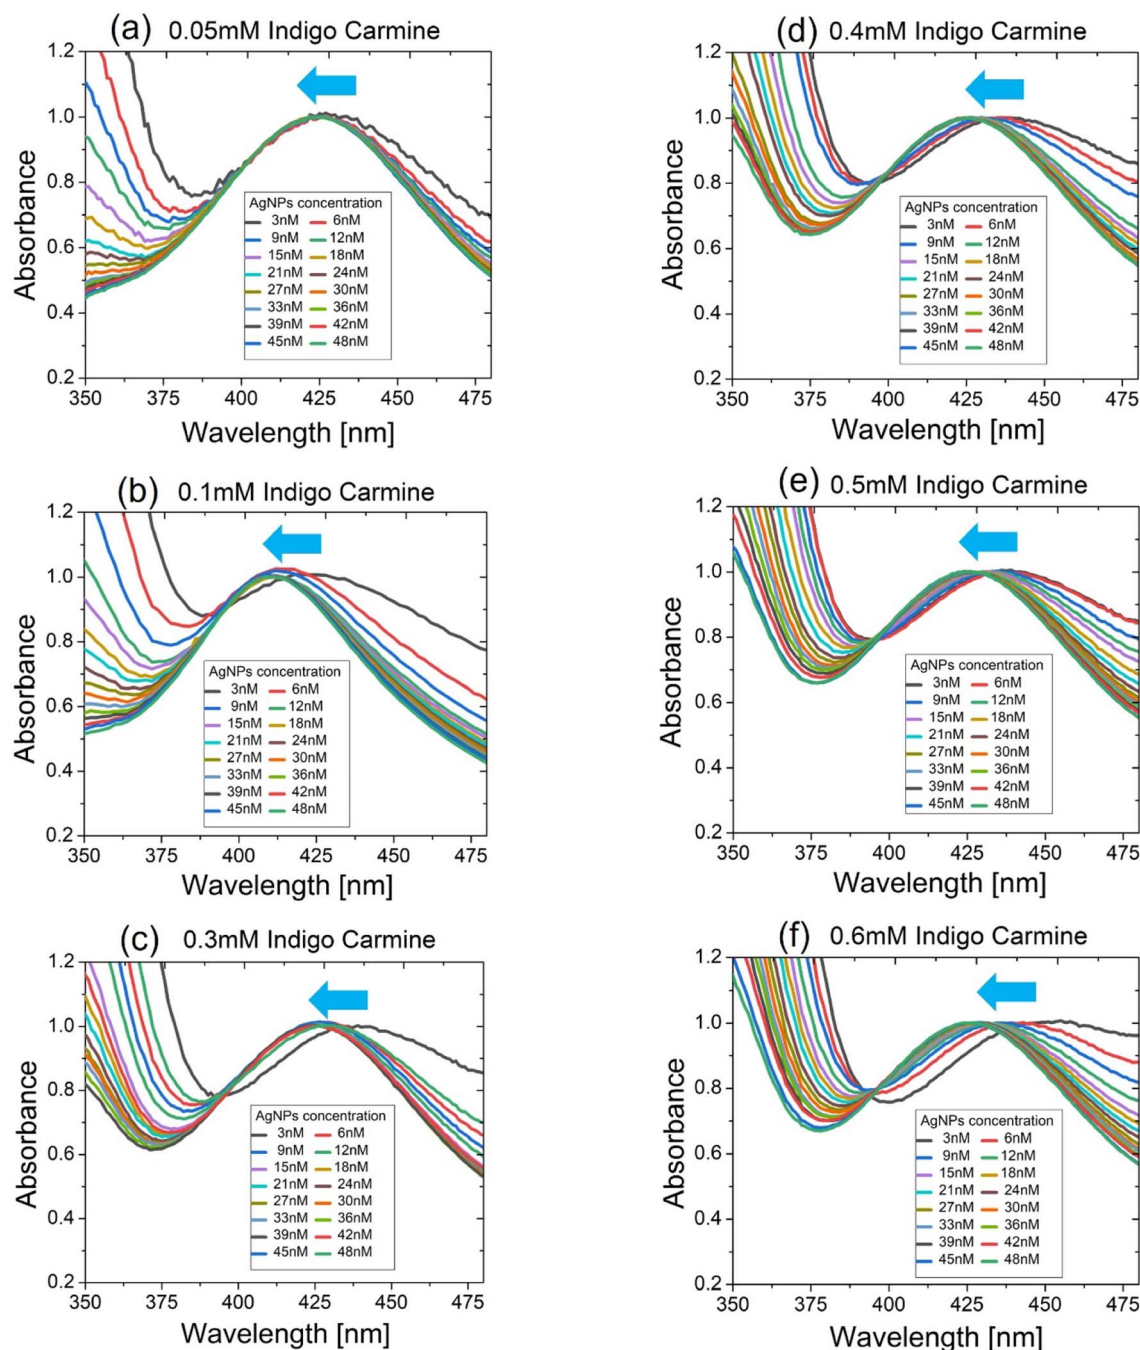 (a) 0.05mM Indigo Carmine
1.2
1.0
0.8
0.6
0.4
0.2
Absorbance
AgNPs concentration
3nM 6nM
9nM 12nM
15nM 18nM
21nM 24nM
27nM 30nM
33nM 36nM
39nM 42nM
45nM 48nM
350 375 400 425 450 475
Wavelength [nm]
(b) 0.1mM Indigo Carmine
1.2
1.0
0.8
0.6
0.4
0.2
Absorbance
AgNPs concentration
3nM 6nM
9nM 12nM
15nM 18nM
21nM 24nM
27nM 30nM
33nM 36nM
39nM 42nM
45nM 48nM
350 375 400 425 450 475
Wavelength [nm]
(c) 0.3mM Indigo Carmine
1.2
1.0
0.8
0.6
0.4
0.2
Absorbance
AgNPs concentration
3nM 6nM
9nM 12nM
15nM 18nM
21nM 24nM
27nM 30nM
33nM 36nM
39nM 42nM
45nM 48nM
350 375 400 425 450 475
Wavelength [nm]
(d) 0.4mM Indigo Carmine
1.2
1.0
0.8
0.6
0.4
0.2
Absorbance
AgNPs concentration
3nM 6nM
9nM 12nM
15nM 18nM
21nM 24nM
27nM 30nM
33nM 36nM
39nM 42nM
45nM 48nM
350 375 400 425 450 475
Wavelength [nm]
(e) 0.5mM Indigo Carmine
1.2
1.0
0.8
0.6
0.4
0.2
Absorbance
AgNPs concentration
3nM 6nM
9nM 12nM
15nM 18nM
21nM 24nM
27nM 30nM
33nM 36nM
39nM 42nM
45nM 48nM
350 375 400 425 450 475
Wavelength [nm]
(f) 0.6mM Indigo Carmine
1.2
1.0
0.8
0.6
0.4
0.2
Absorbance
AgNPs concentration
3nM 6nM
9nM 12nM
15nM 18nM
21nM 24nM
27nM 30nM
33nM 36nM
39nM 42nM
45nM 48nM
350 375 400 425 450 475
Wavelength [nm]